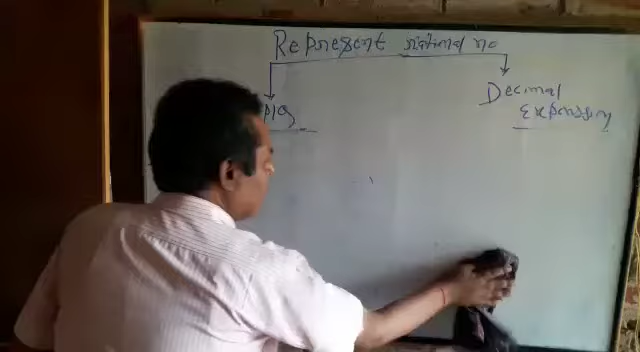 Represent rational no
P/q
Decimal
Expansion